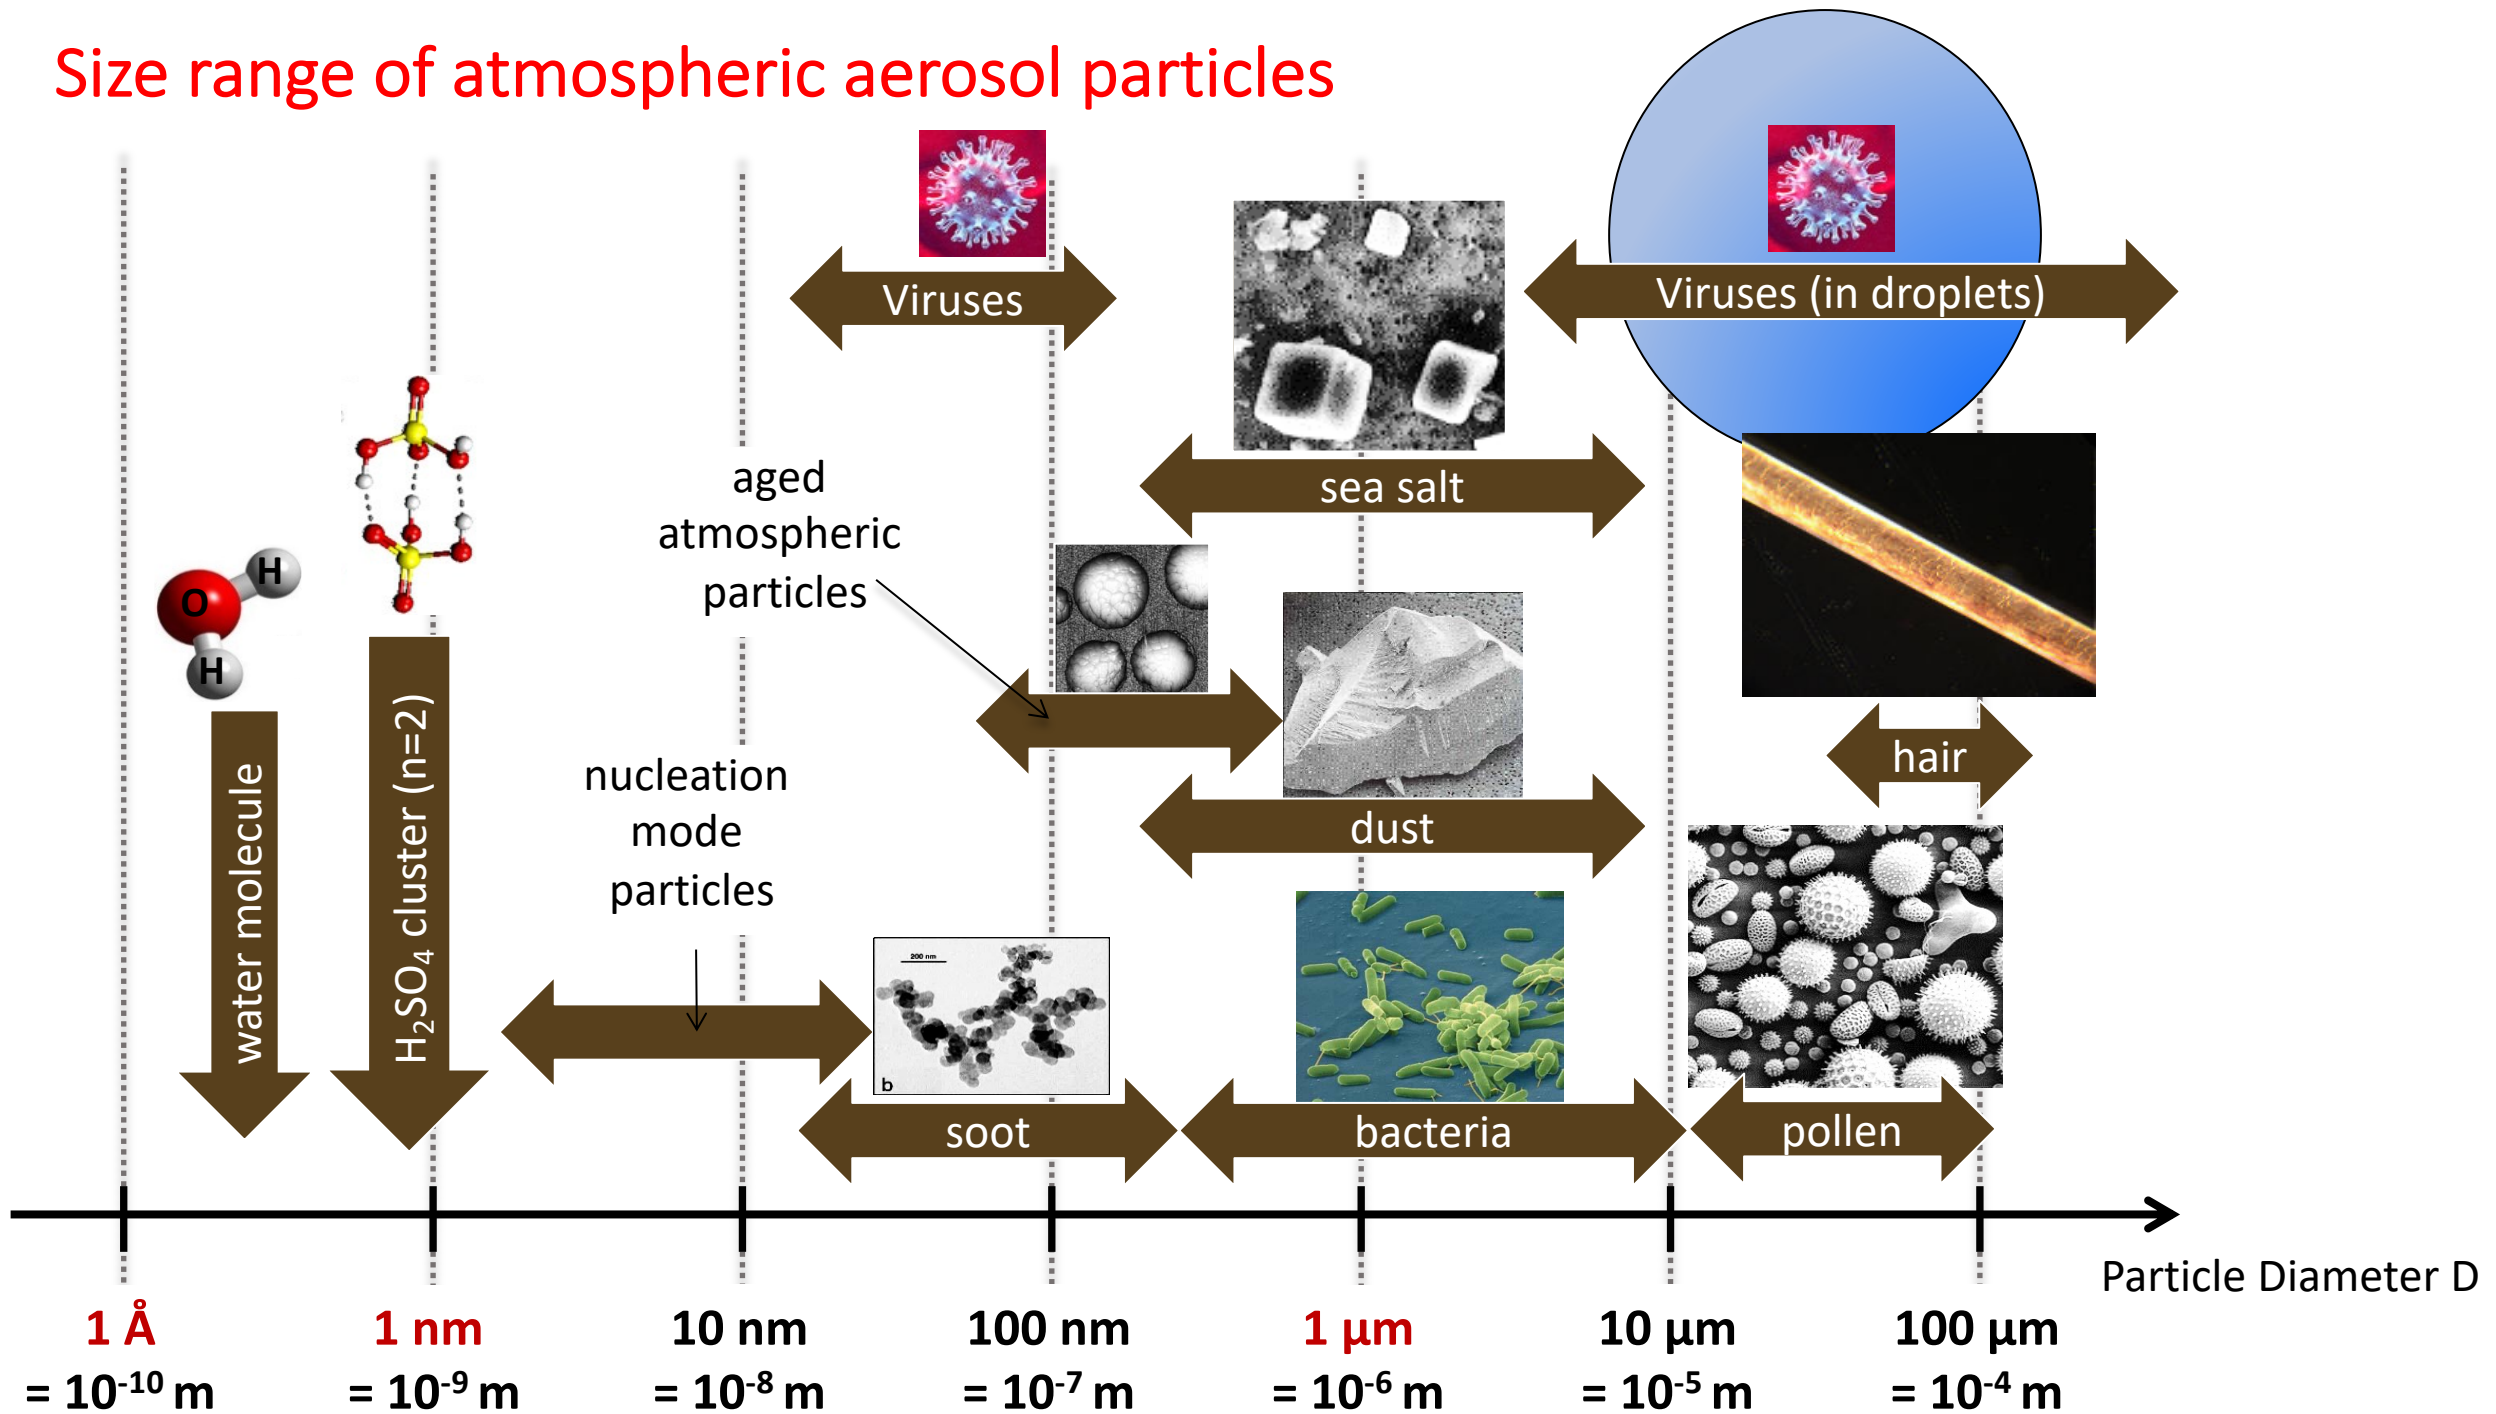 Size range of atmospheric aerosol particles
Viruses
Viruses (in droplets)
aged
atmospheric
particles
sea salt
H
O
H
water molecule
H₂SO₄ cluster (n=2)
nucleation
mode
particles
dust
hair
200 nm
b
soot
bacteria
pollen
Particle Diameter D
1 Å
= 10⁻¹⁰ m
1 nm
= 10⁻⁹ m
10 nm
= 10⁻⁸ m
100 nm
= 10⁻⁷ m
1 µm
= 10⁻⁶ m
10 µm
= 10⁻⁵ m
100 µm
= 10⁻⁴ m